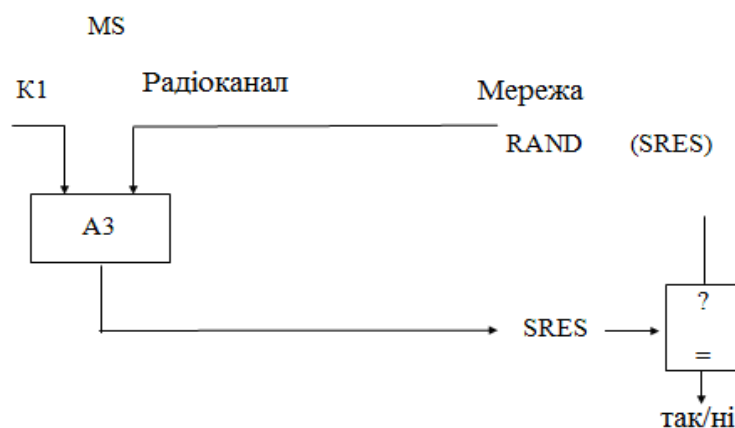 MS
К1 Радіоканал Мережа
RAND (SRES)
А3
SRES
?
=
так/ні